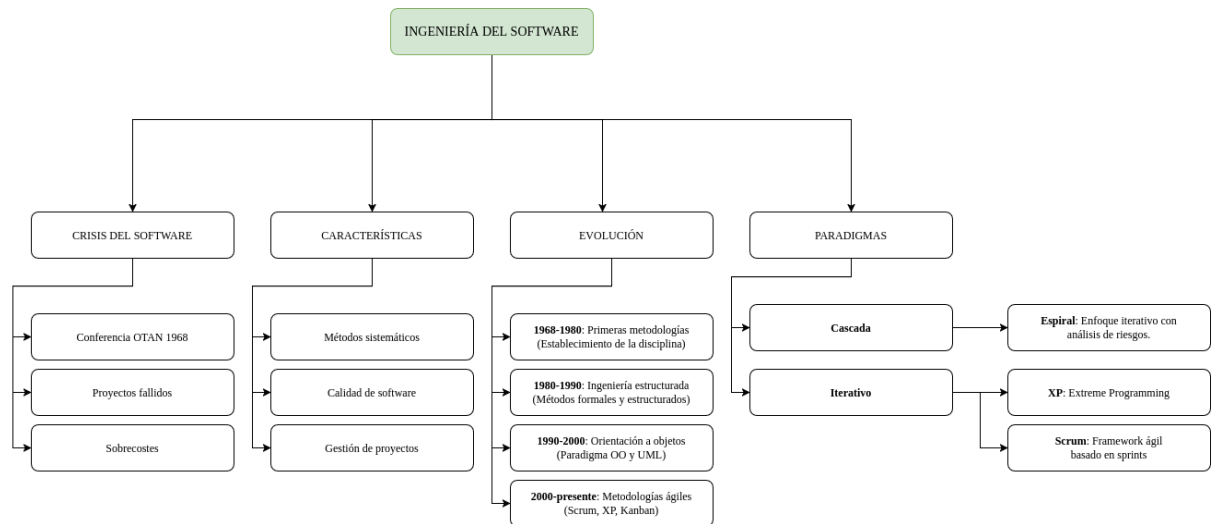 INGENIERÍA DEL SOFTWARE
CRISIS DEL SOFTWARE
CARACTERÍSTICAS
EVOLUCIÓN
PARADIGMAS
Conferencia OTAN 1968
Proyectos fallidos
Sobrecostes
Métodos sistemáticos
Calidad de software
Gestión de proyectos
1968-1980: Primeras metodologías
(Establecimiento de la disciplina)
1980-1990: Ingeniería estructurada
(Métodos formales y estructurados)
1990-2000: Orientación a objetos
(Paradigma OO y UML)
2000-presente: Metodologías ágiles
(Scrum, XP, Kanban)
Cascada
Iterativo
Espiral: Enfoque iterativo con
análisis de riesgos.
XP: Extreme Programming
Scrum: Framework ágil
basado en sprints